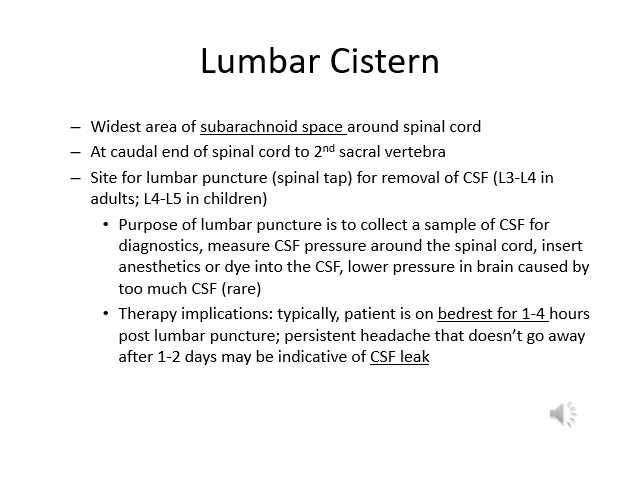 Lumbar Cistern
– Widest area of subarachnoid space around spinal cord
– At caudal end of spinal cord to 2nd sacral vertebra
– Site for lumbar puncture (spinal tap) for removal of CSF (L3-L4 in
adults; L4-L5 in children)
• Purpose of lumbar puncture is to collect a sample of CSF for
diagnostics, measure CSF pressure around the spinal cord, insert
anesthetics or dye into the CSF, lower pressure in brain caused by
too much CSF (rare)
• Therapy implications: typically, patient is on bedrest for 1-4 hours
post lumbar puncture; persistent headache that doesn’t go away
after 1-2 days may be indicative of CSF leak